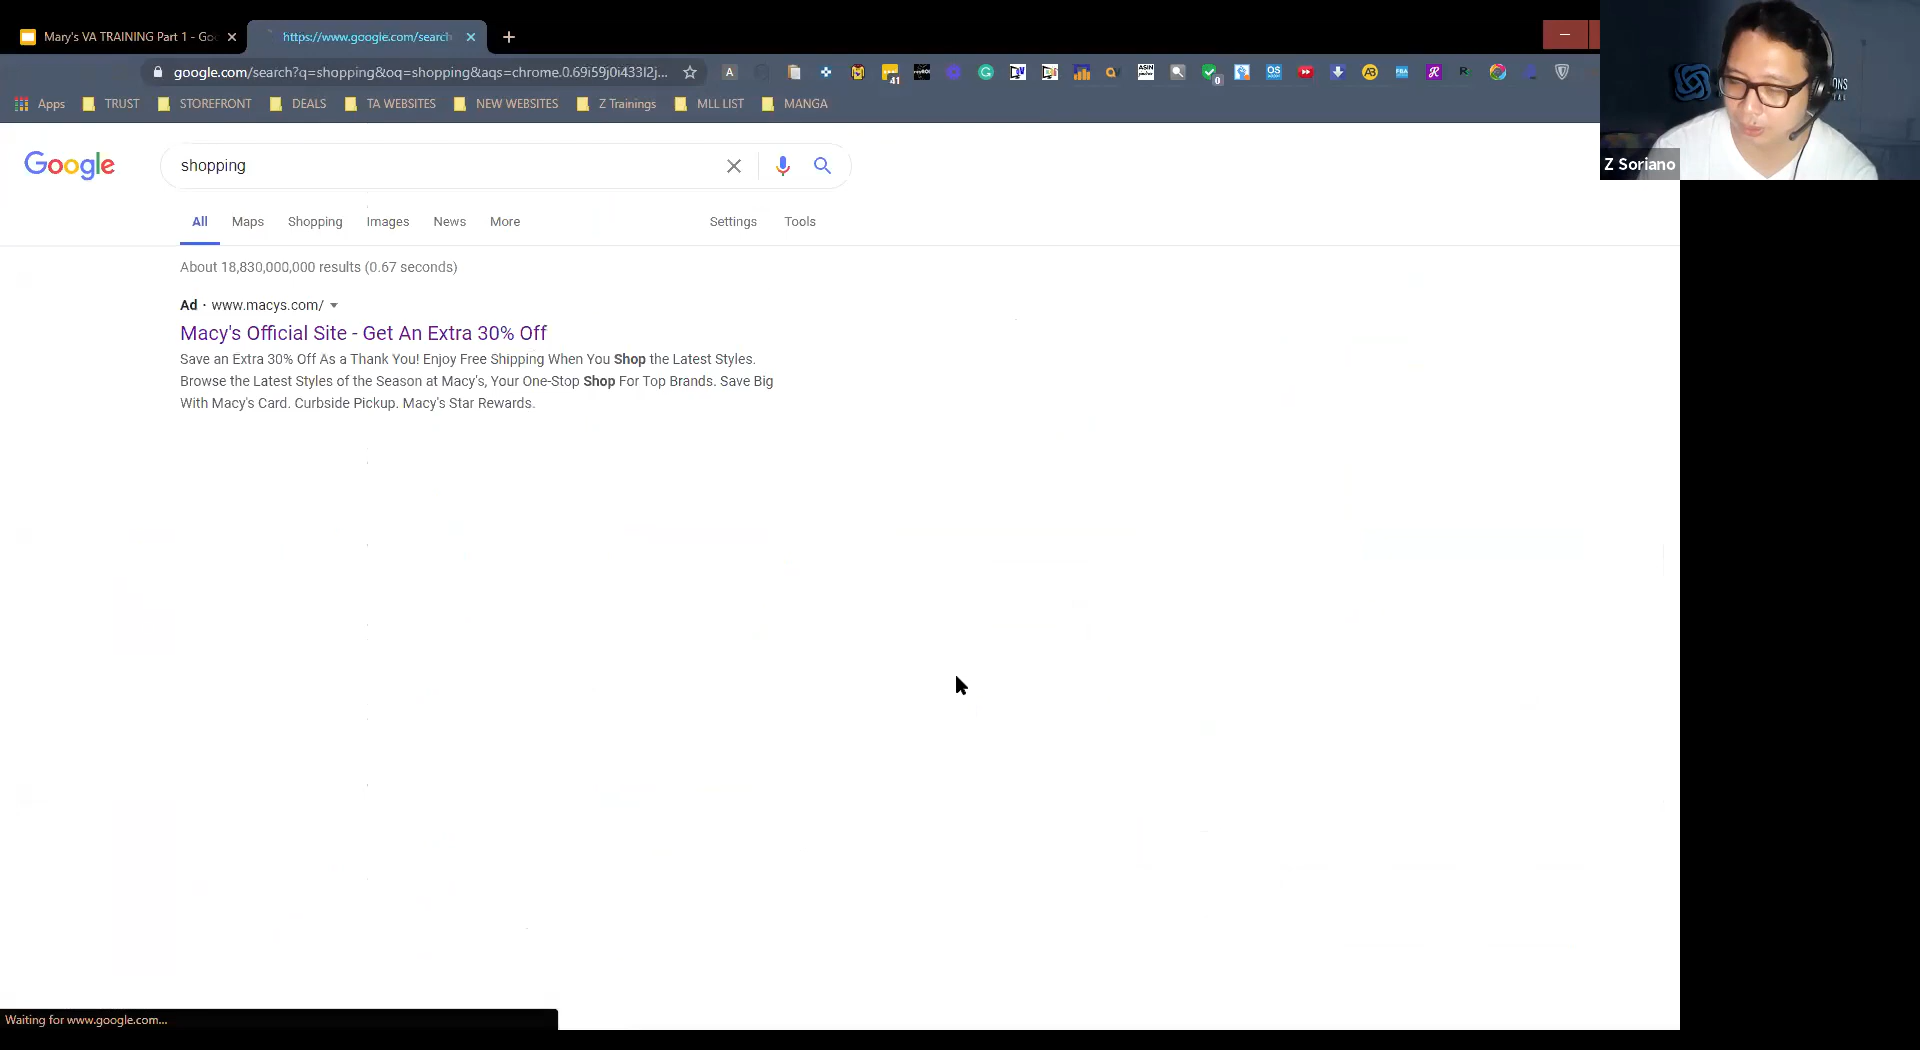 Mary's VA TRAINING Part 1 - Go
https://www.google.com/search
google.com/search?q=shopping&oq=shopping&aqs=chrome.0.69i59j0i433l2j...
Apps TRUST STOREFRONT DEALS TA WEBSITES NEW WEBSITES Z Trainings MLL LIST MANGA
Z Soriano
Google
shopping
All Maps Shopping Images News More Settings Tools
About 18,830,000,000 results (0.67 seconds)
Ad · www.macys.com/
Macy's Official Site - Get An Extra 30% Off
Save an Extra 30% Off As a Thank You! Enjoy Free Shipping When You Shop the Latest Styles.
Browse the Latest Styles of the Season at Macy's, Your One-Stop Shop For Top Brands. Save Big
With Macy's Card. Curbside Pickup. Macy's Star Rewards.
Waiting for www.google.com...